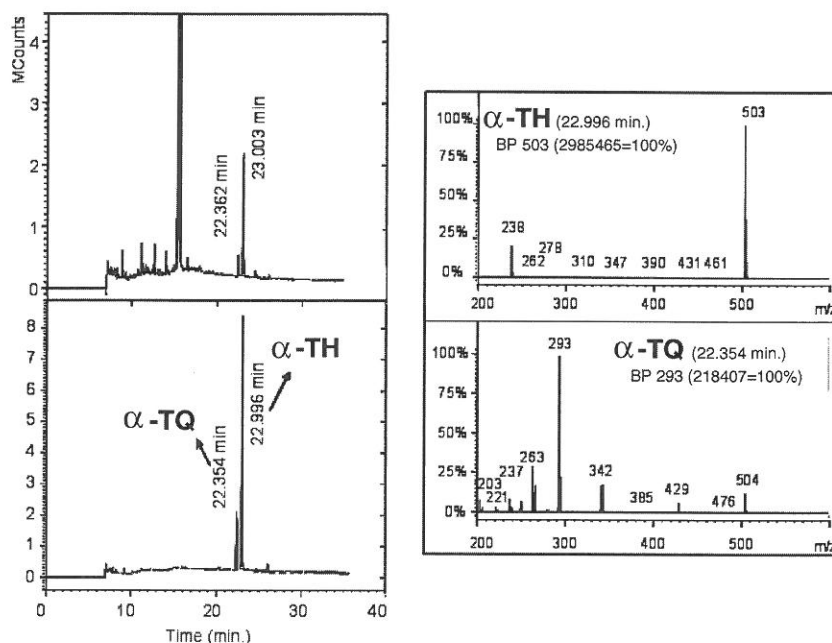 MCounts
4
3
2
1
0
22.362 min
23.003 min
8
7
6
5
4
3
2
1
0
α-TQ
22.354 min
22.996 min
α-TH
0 10 20 30 40
Time (min.)
α-TH (22.996 min.)
BP 503 (2985465=100%)
503
100%
75%
50%
25%
0%
238
262
278
310
347
390
431
461
200 300 400 500
m/z
α-TQ (22.354 min.)
BP 293 (218407=100%)
100%
75%
50%
25%
0%
293
203
221
237
263
342
385
429
476
504
200 300 400 500
m/z